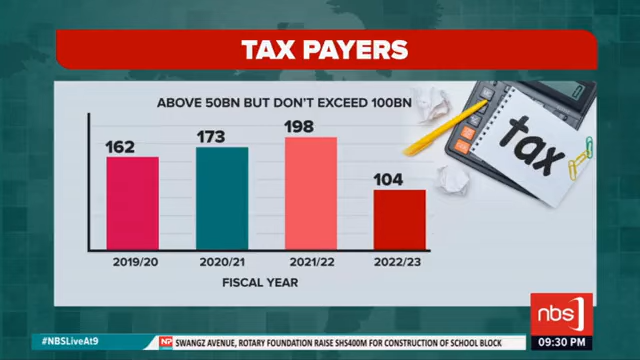 TAX PAYERS
ABOVE 50BN BUT DON'T EXCEED 100BN
162
173
198
104
2019/20
2020/21
2021/22
2022/23
FISCAL YEAR
tax
nbs
#NBSLiveAt9
SWANGZ AVENUE, ROTARY FOUNDATION RAISE SHS400M FOR CONSTRUCTION OF SCHOOL BLOCK
09:30 PM